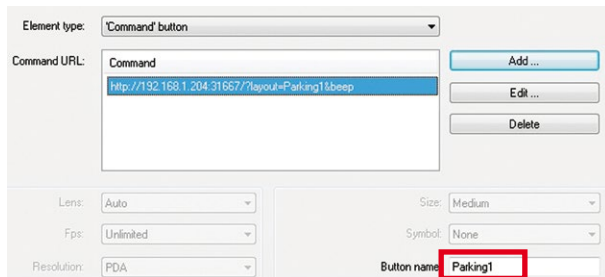 Element type: 'Command' button
Command URL: Command Add ...
http://192.168.1.204:31667/?layout=Parking1&beep
Edit ...
Delete
Lens: Auto Size: Medium
Fps: Unlimited Symbol: None
Resolution: PDA Button name Parking1